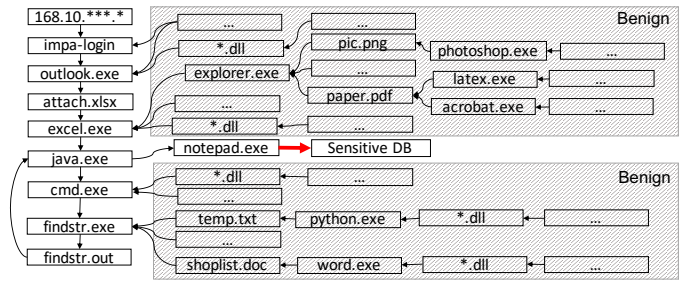 168.10.***.*
...
...
Benign
impa-login
*.dll
pic.png
photoshop.exe
...
outlook.exe
explorer.exe
...
latex.exe
...
attach.xlsx
...
paper.pdf
acrobat.exe
...
excel.exe
*.dll
...
java.exe
notepad.exe
Sensitive DB
cmd.exe
*.dll
...
Benign
...
findstr.exe
temp.txt
python.exe
*.dll
...
...
findstr.out
shoplist.doc
word.exe
*.dll
...